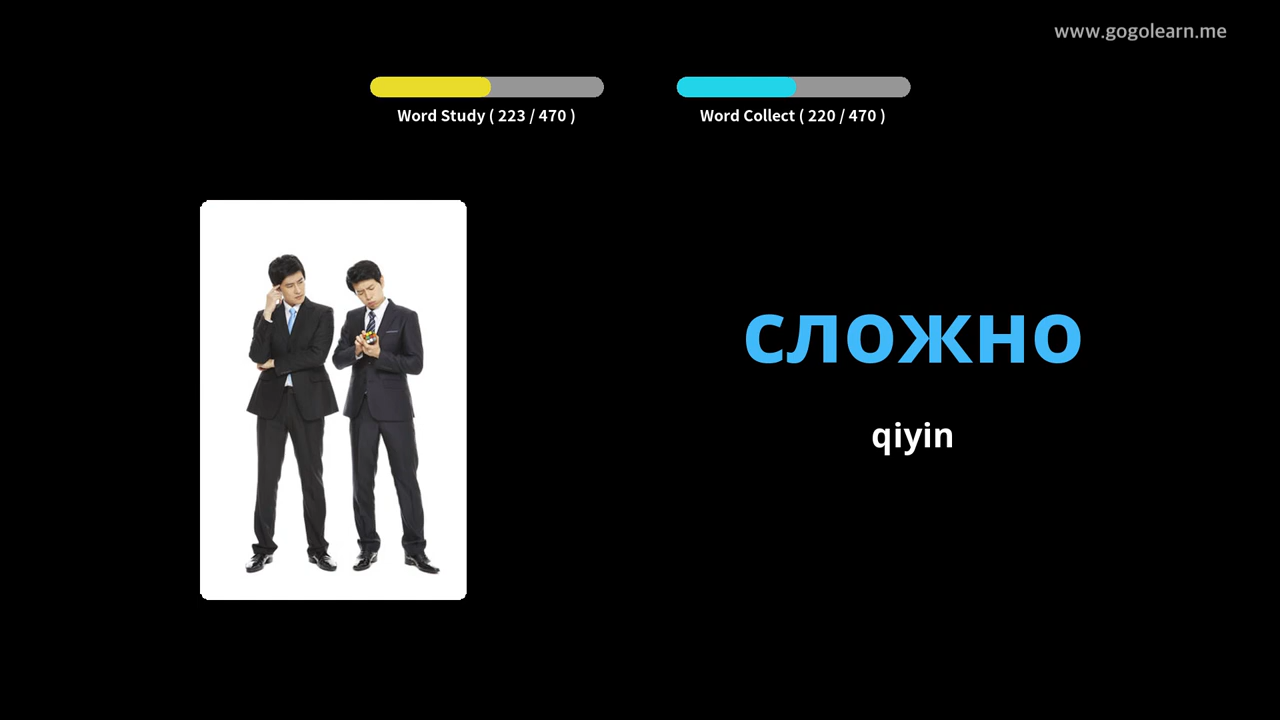 www.gogolearn.me
Word Study ( 223 / 470 )
Word Collect ( 220 / 470 )
сложно
qiyin